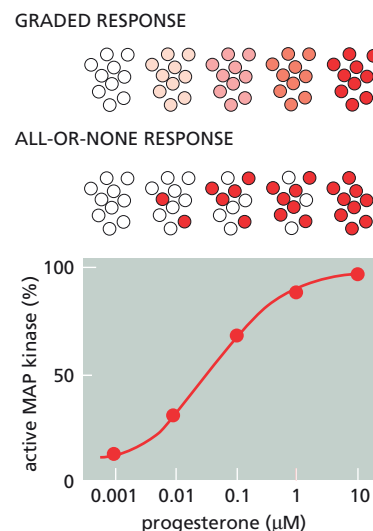 GRADED RESPONSE
ALL-OR-NONE RESPONSE
100
50
0
active MAP kinase (%)
0.001 0.01 0.1 1 10
progesterone (μM)